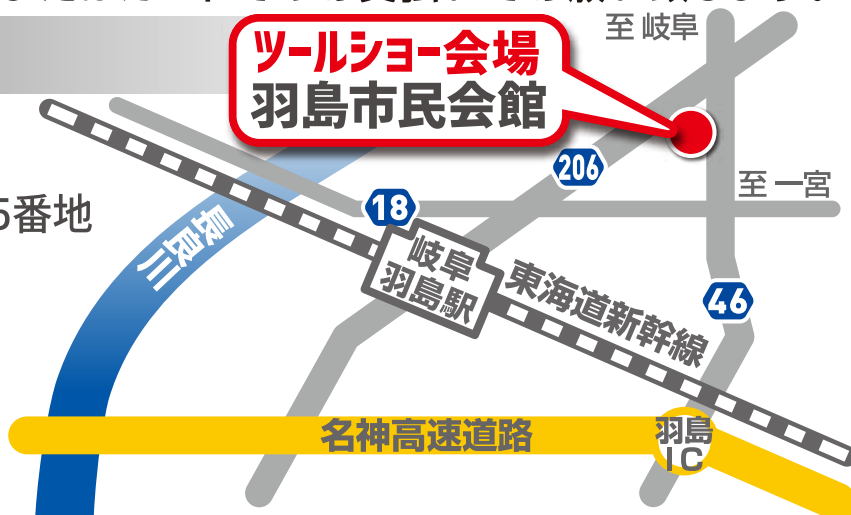 至 岐阜
ツールショー会場
羽島市民会館
206
至 一宮
5番地
18
長良川
岐阜
羽島駅
東海道新幹線
46
名神高速道路
羽島
IC